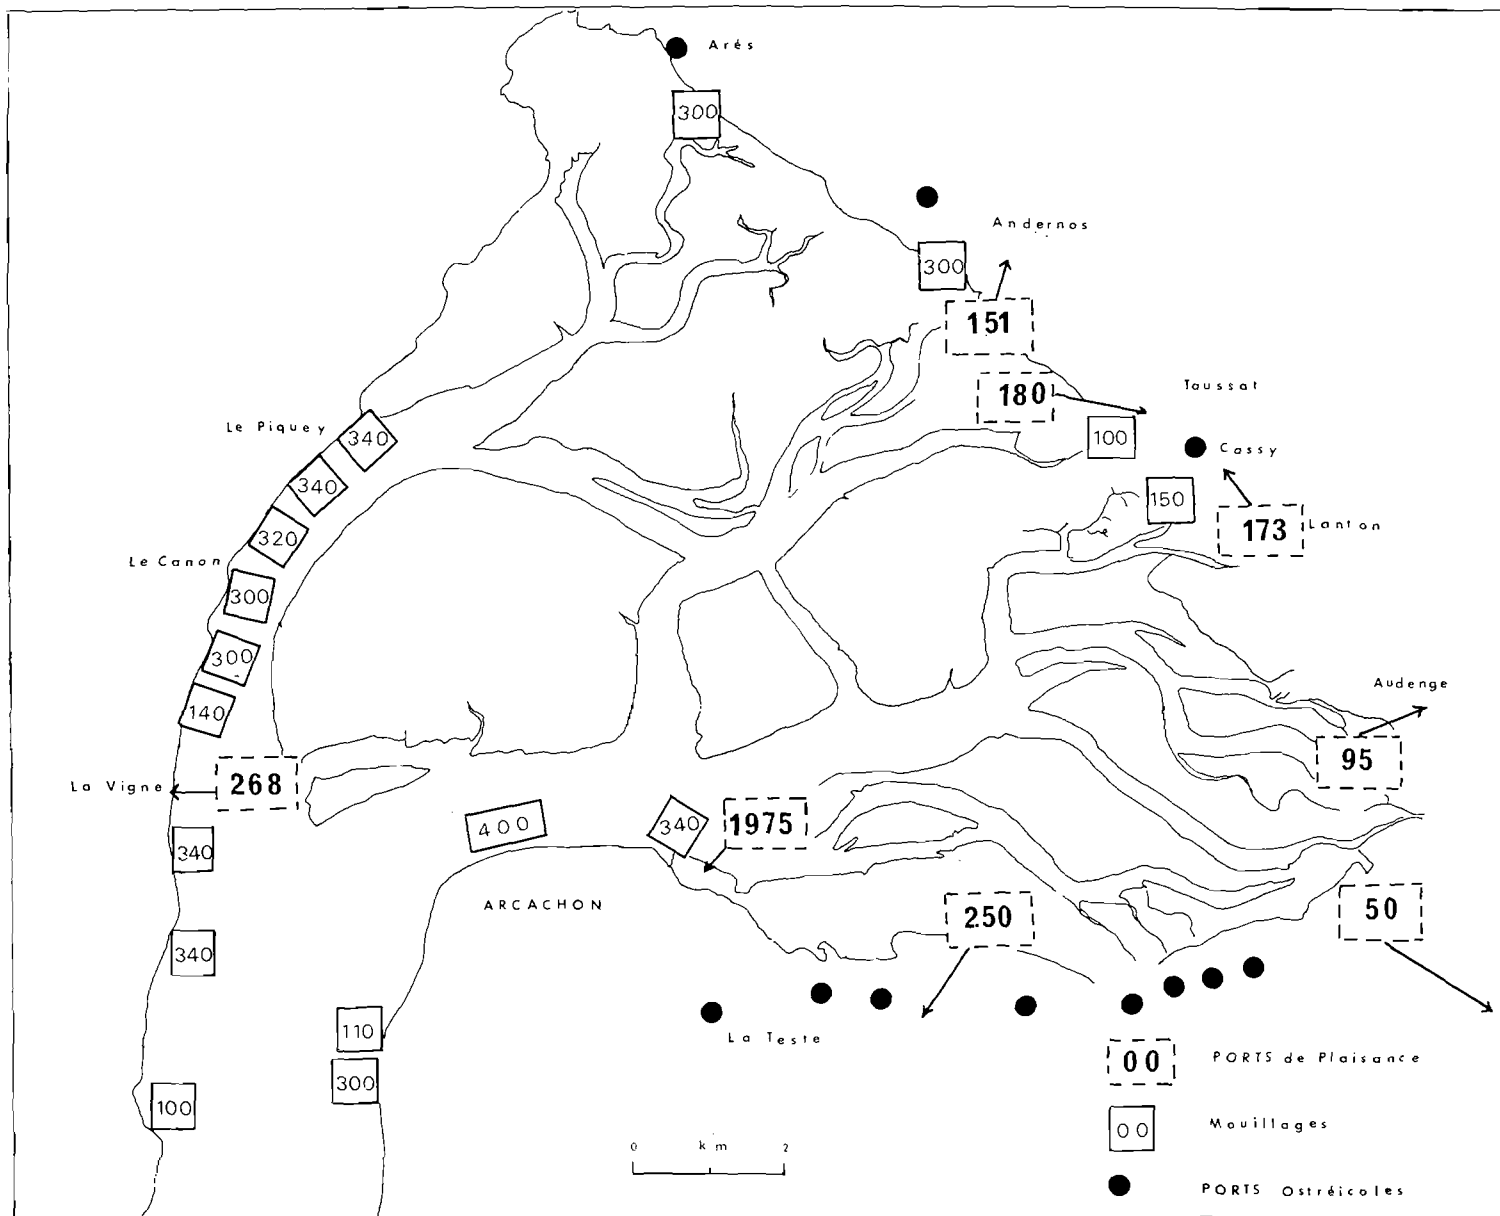 Arés
300
Andernos
300
151
Taussat
180
Le Piquey
340
100
Cassy
340
150
173
Lanton
320
Le Canon
300
300
Audenge
140
95
La Vigne
268
400
340
1975
340
ARCACHON
250
50
340
110
La Teste
00
PORTS de Plaisance
300
100
00
Mouillages
0
km
2
PORTS Ostréicoles